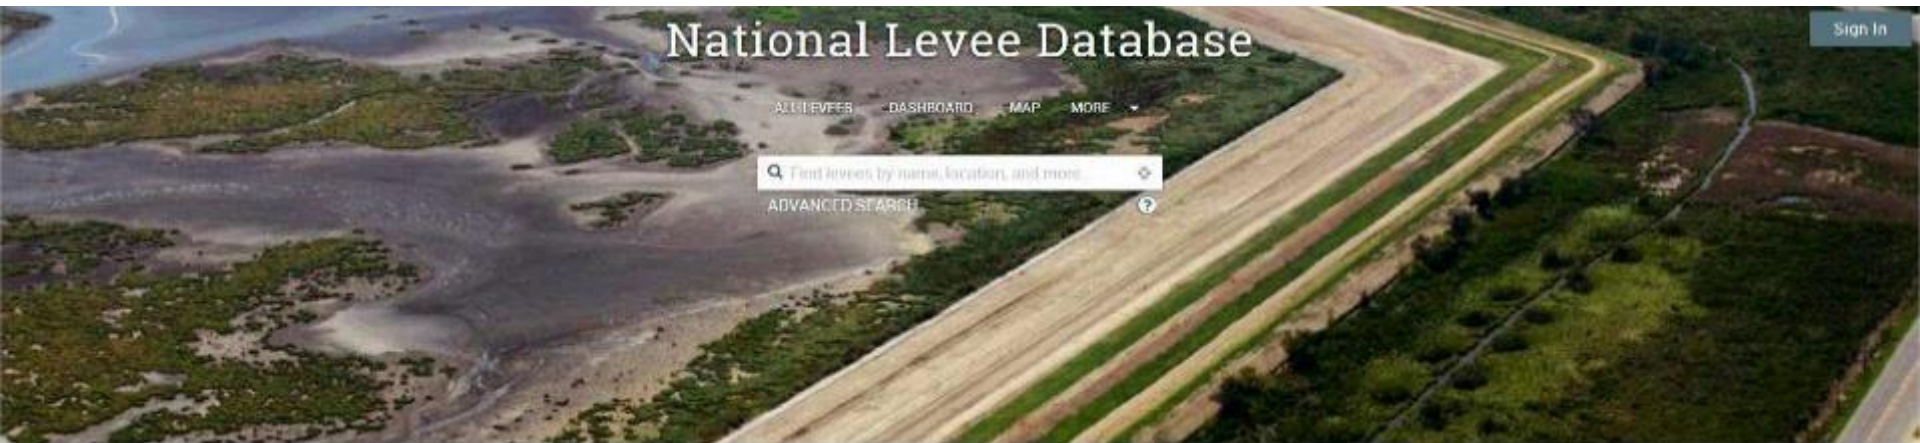 National Levee Database
Sign In
ALL LEVEES DASHBOARD MAP MORE
Find levees by name, location, and more...
ADVANCED SEARCH
?